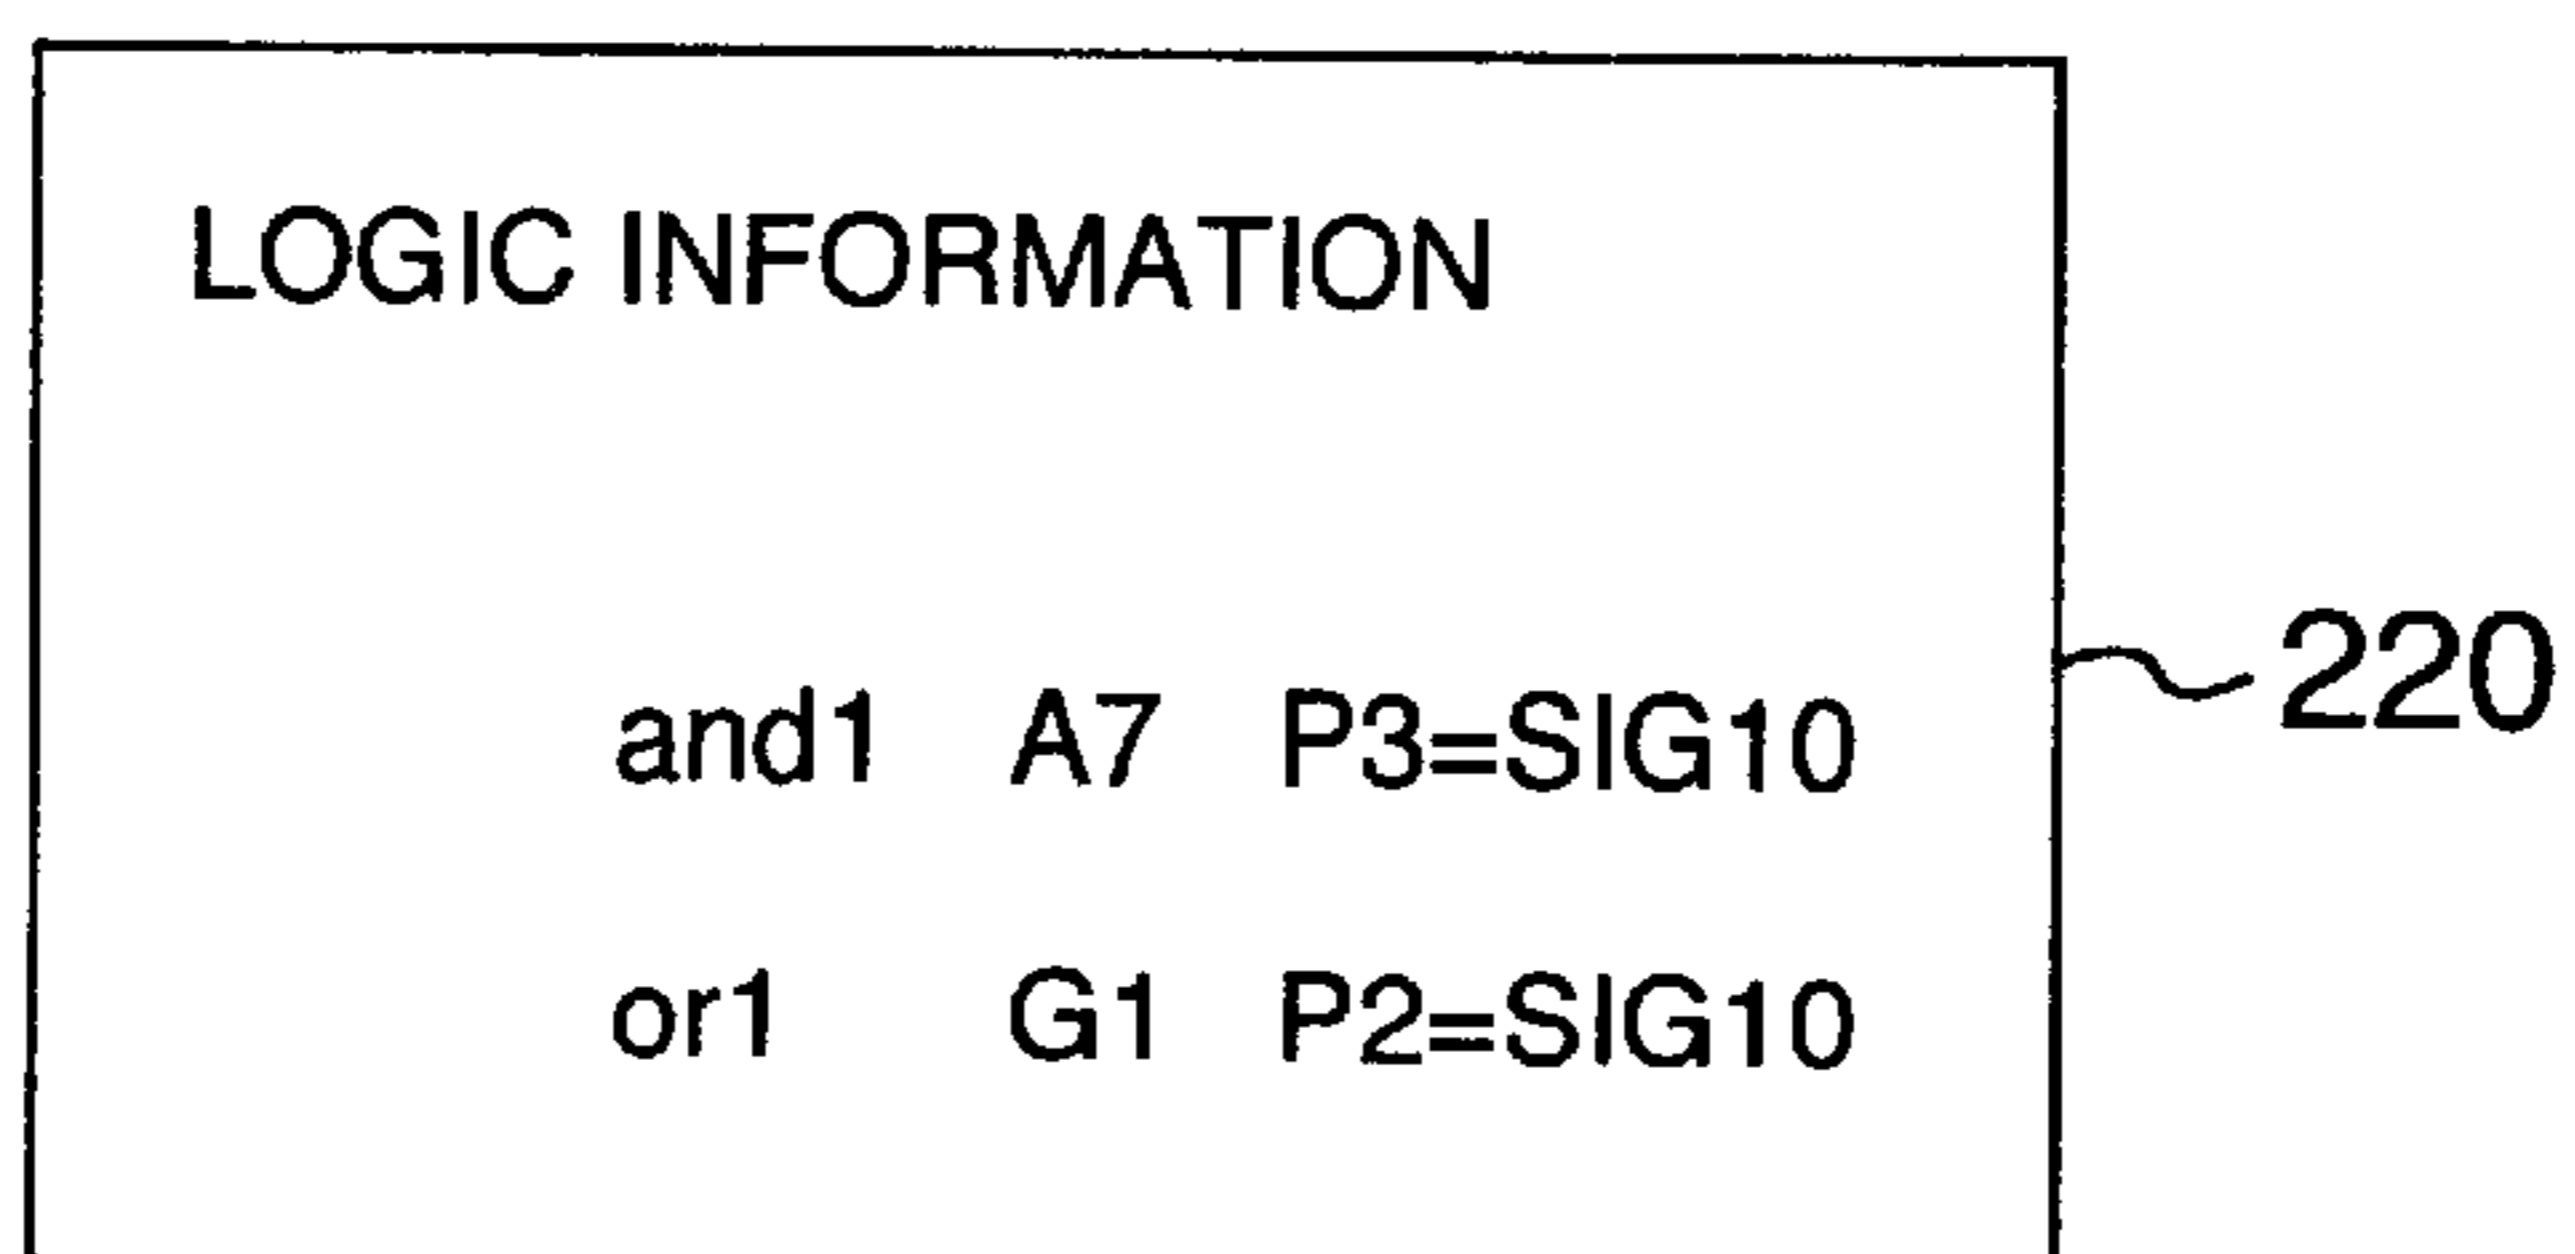 LOGIC INFORMATION
and1 A7 P3=SIG10
220
or1 G1 P2=SIG10